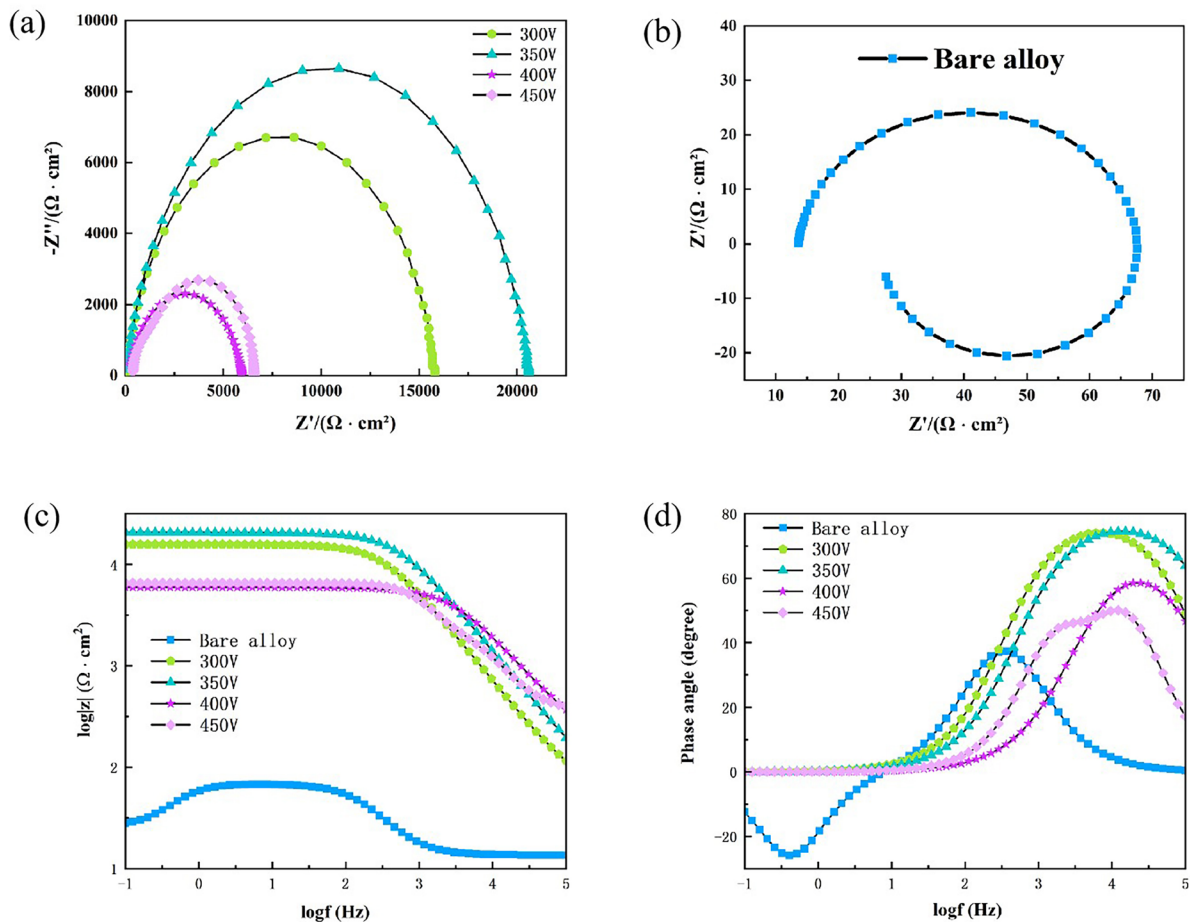 (a)
10000
8000
6000
4000
2000
0
-Z''/(Ω · cm²)
300V
350V
400V
450V
0
5000
10000
15000
20000
Z'/(Ω · cm²)
(b)
40
30
20
10
0
-10
-20
Z'/(Ω · cm²)
Bare alloy
10
20
30
40
50
60
70
Z'/(Ω · cm²)
(c)
4
3
2
1
log|z| (Ω · cm²)
Bare alloy
300V
350V
400V
450V
-1
0
1
2
3
4
5
logf (Hz)
(d)
80
60
40
20
0
-20
Phase angle (degree)
Bare alloy
300V
350V
400V
450V
-1
0
1
2
3
4
5
logf (Hz)